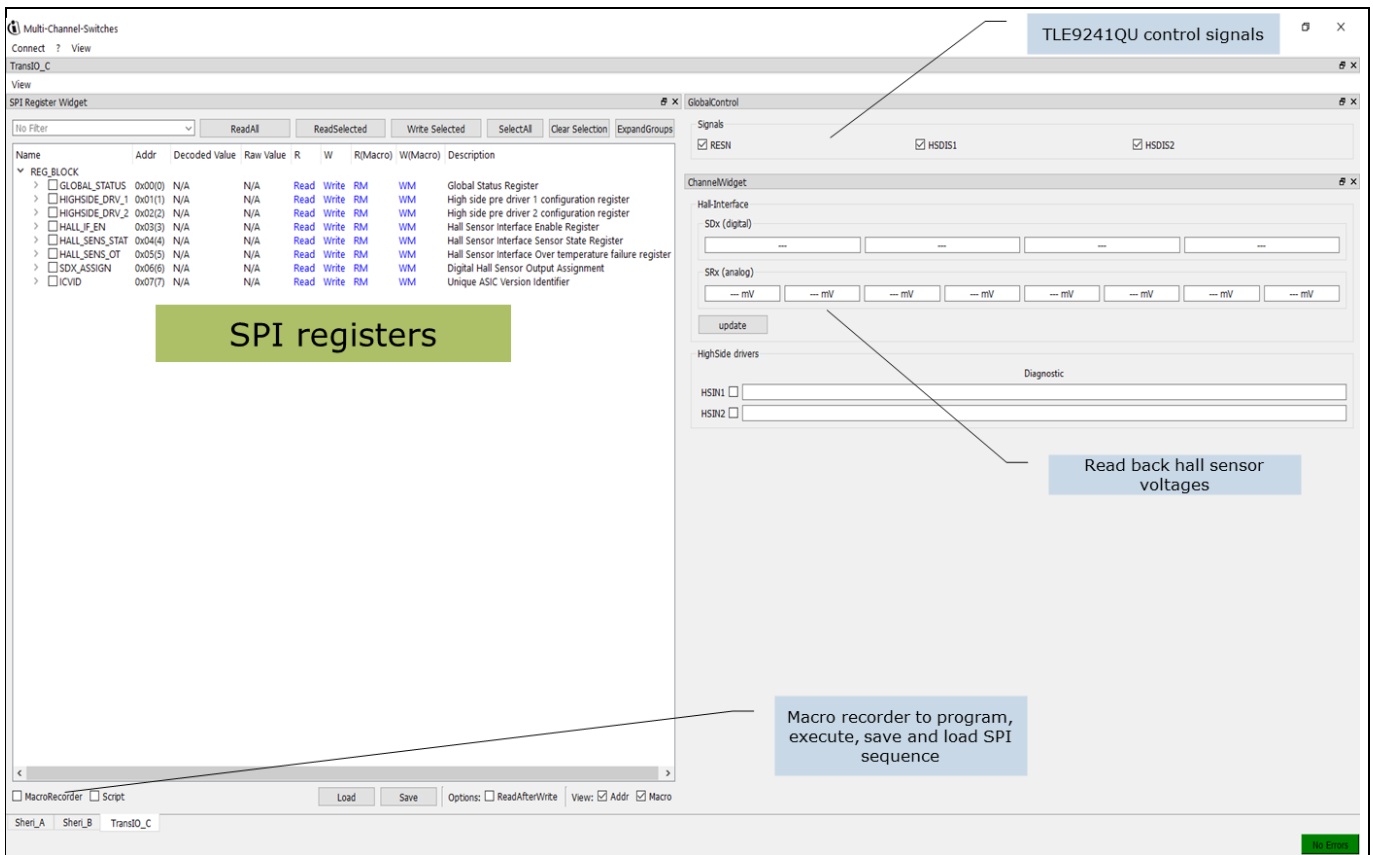 Multi-Channel-Switches
TLE9241QU control signals
Connect ? View
TransIO_C
View
SPI Register Widget
GlobalControl
No Filter ReadAll ReadSelected Write Selected SelectAll Clear Selection ExpandGroups
Signals
RESN HSDIS1 HSDIS2
Name Addr Decoded Value Raw Value R W R(Macro) W(Macro) Description
REG_BLOCK
GLOBAL_STATUS 0x00(0) N/A N/A Read Write RM WM Global Status Register
HIGHSIDE_DRV_1 0x01(1) N/A N/A Read Write RM WM High side pre driver 1 configuration register
HIGHSIDE_DRV_2 0x02(2) N/A N/A Read Write RM WM High side pre driver 2 configuration register
HALL_IF_EN 0x03(3) N/A N/A Read Write RM WM Hall Sensor Interface Enable Register
HALL_SENS_STAT 0x04(4) N/A N/A Read Write RM WM Hall Sensor Interface Sensor State Register
HALL_SENS_OT 0x05(5) N/A N/A Read Write RM WM Hall Sensor Interface Over temperature failure register
SDX_ASSIGN 0x06(6) N/A N/A Read Write RM WM Digital Hall Sensor Output Assignment
ICVID 0x07(7) N/A N/A Read Write RM WM Unique ASIC Version Identifier
SPI registers
ChannelWidget
Hall-Interface
SDx (digital)
--- --- --- ---
SRx (analog)
--- mV --- mV --- mV --- mV --- mV --- mV --- mV --- mV
update
HighSide drivers
Diagnostic
HSIN1
HSIN2
Read back hall sensor
voltages
Macro recorder to program,
execute, save and load SPI
sequence
MacroRecorder Script Load Save Options: ReadAfterWrite View: Addr Macro
Sheri_A Sheri_B TransIO_C
No Errors